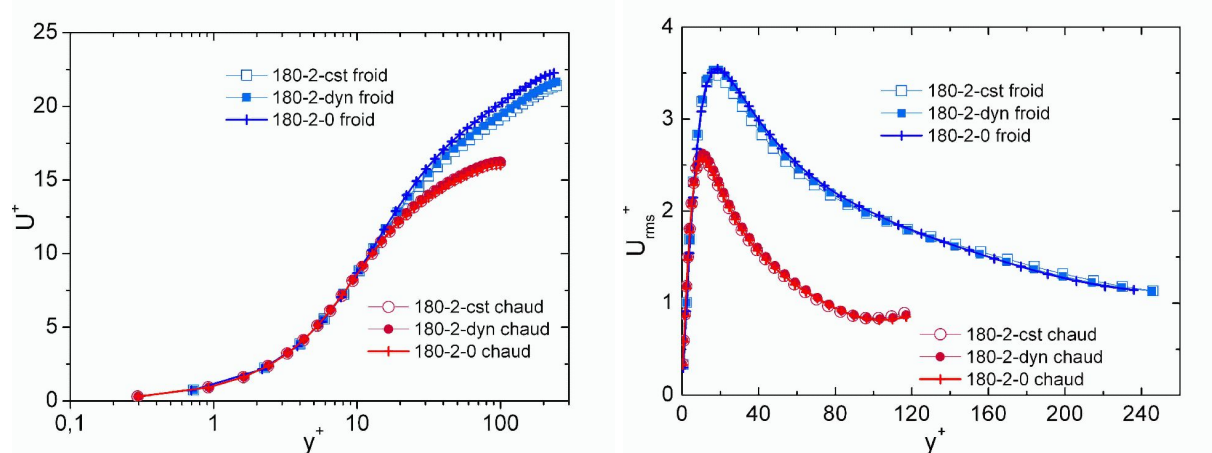 25
20
15
10
5
0
U+
0,1
1
10
100
y+
180-2-cst froid
180-2-dyn froid
180-2-0 froid
180-2-cst chaud
180-2-dyn chaud
180-2-0 chaud
4
3
2
1
0
Urms+
0
40
80
120
160
200
240
y+
180-2-cst froid
180-2-dyn froid
180-2-0 froid
180-2-cst chaud
180-2-dyn chaud
180-2-0 chaud